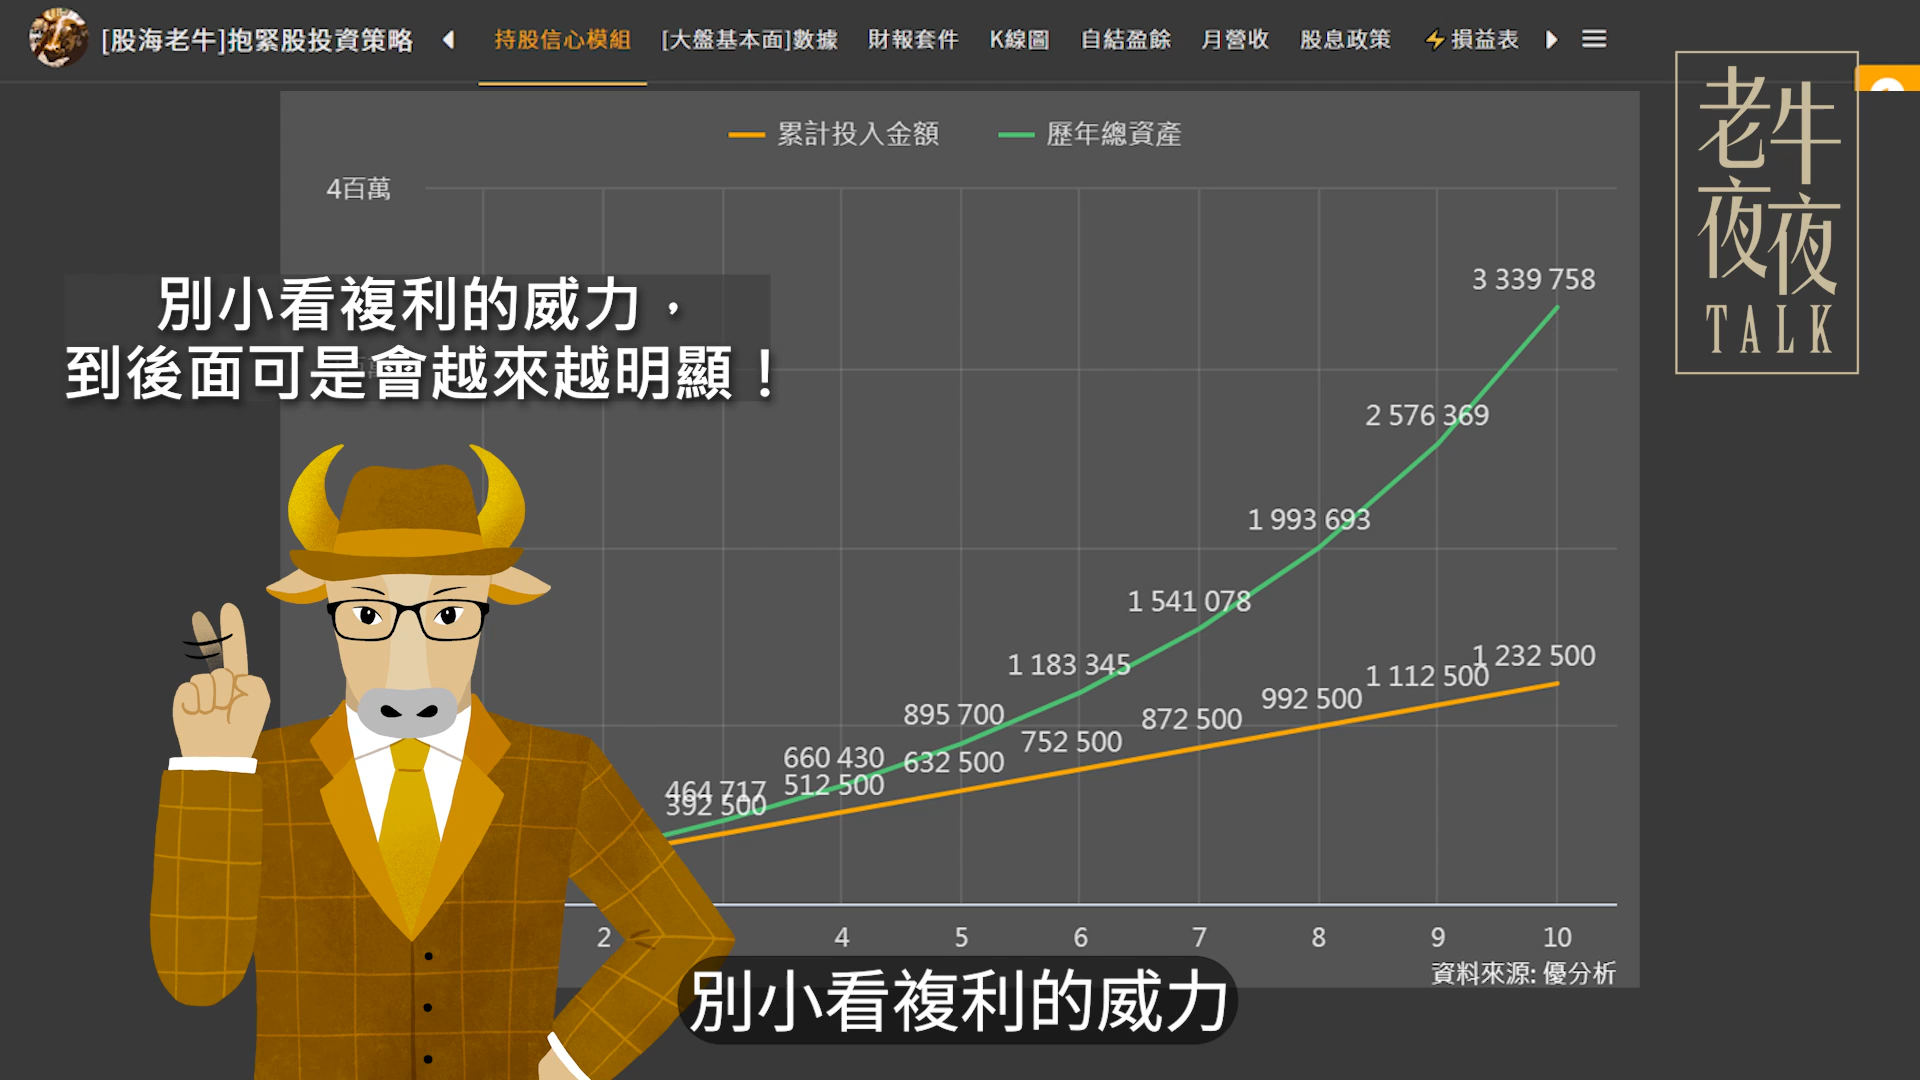 [股海老牛]抱緊股投資策略
持股信心模組
[大盤基本面]數據
財報套件
K線圖
自結盈餘
月營收
股息政策
損益表
老牛
夜夜
TALK
累計投入金額
歷年總資產
4百萬
別小看複利的威力，
到後面可是會越來越明顯！
3 339 758
2 576 369
1 993 693
1 541 078
1 183 345
895 700
660 430
464 717
1 232 500
1 112 500
992 500
872 500
752 500
632 500
512 500
392 500
2
4
5
6
7
8
9
10
資料來源: 優分析
別小看複利的威力